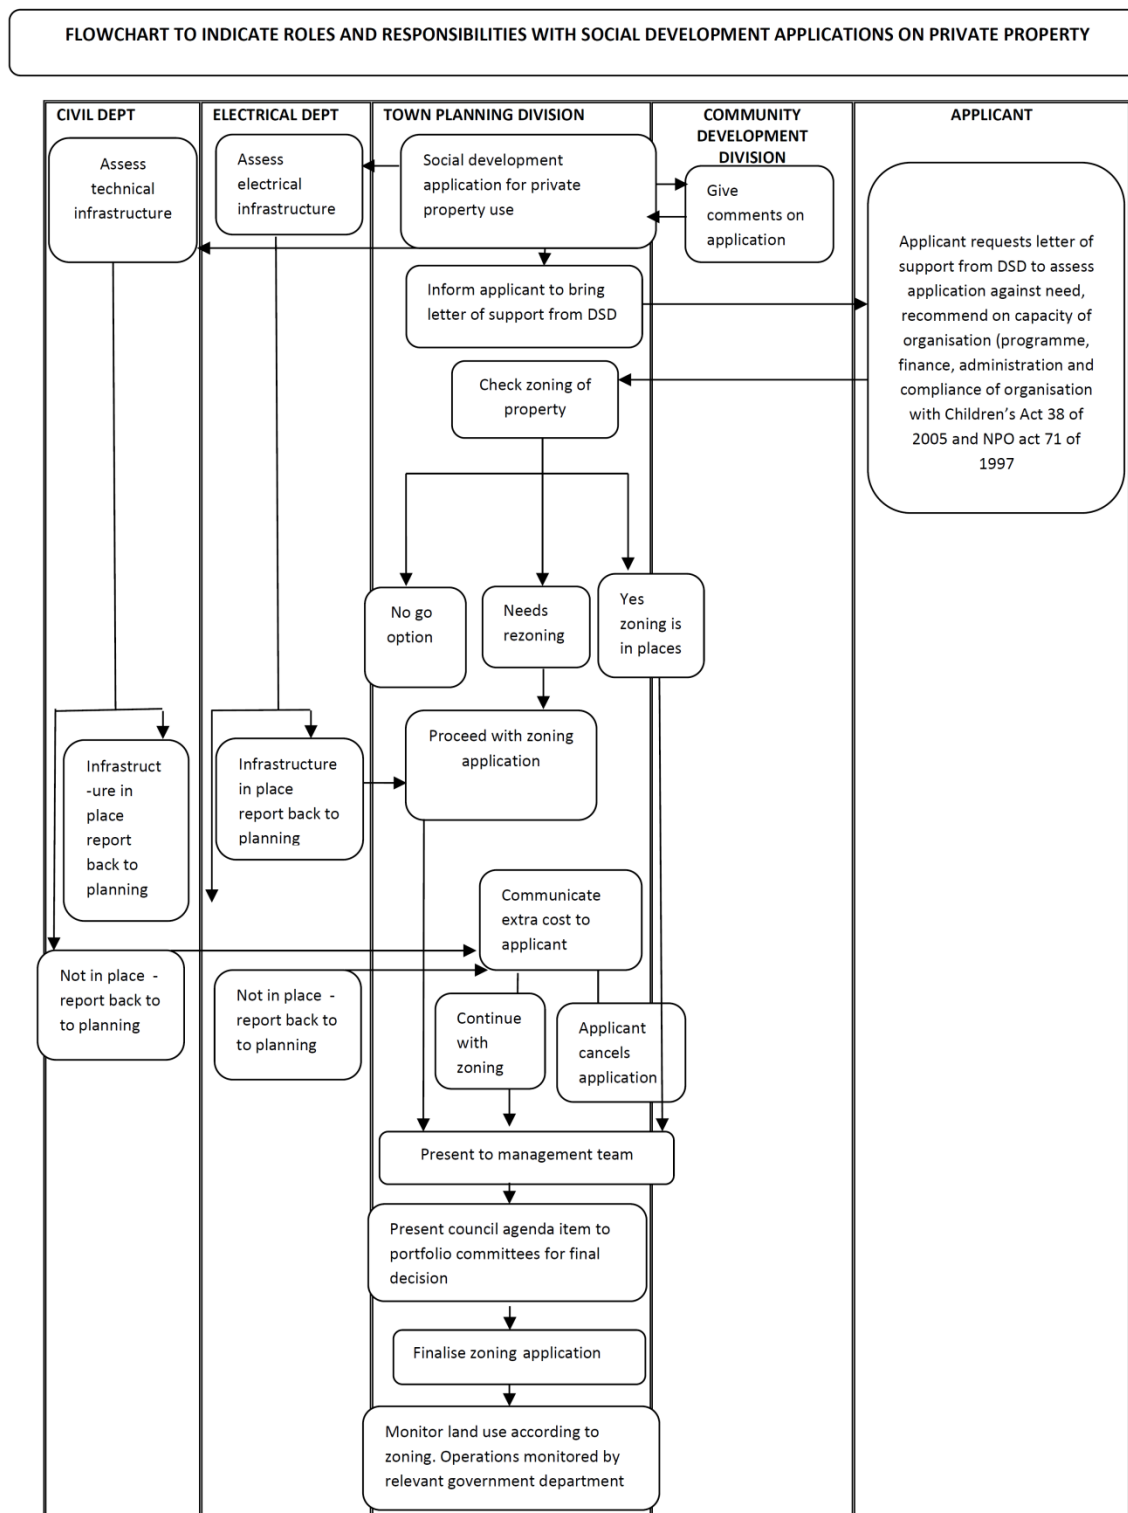 FLOWCHART TO INDICATE ROLES AND RESPONSIBILITIES WITH SOCIAL DEVELOPMENT APPLICATIONS ON PRIVATE PROPERTY
CIVIL DEPT
ELECTRICAL DEPT
TOWN PLANNING DIVISION
COMMUNITY
DEVELOPMENT
DIVISION
APPLICANT
Assess
technical
infrastructure
Assess
electrical
infrastructure
Social development
application for private
property use
Give
comments on
application
Applicant requests letter of
support from DSD to assess
application against need,
recommend on capacity of
organisation (programme,
finance, administration and
compliance of organisation
with Children’s Act 38 of
2005 and NPO act 71 of
1997
Inform applicant to bring
letter of support from DSD
Check zoning of
property
No go
option
Needs
rezoning
Yes
zoning is
in places
Infrastruct
-ure in
place
report
back to
planning
Infrastructure
in place
report back to
planning
Proceed with zoning
application
Communicate
extra cost to
applicant
Not in place -
report back to
to planning
Not in place -
report back to
to planning
Continue
with
zoning
Applicant
cancels
application
Present to management team
Present council agenda item to
portfolio committees for final
decision
Finalise zoning application
Monitor land use according to
zoning. Operations monitored by
relevant government department